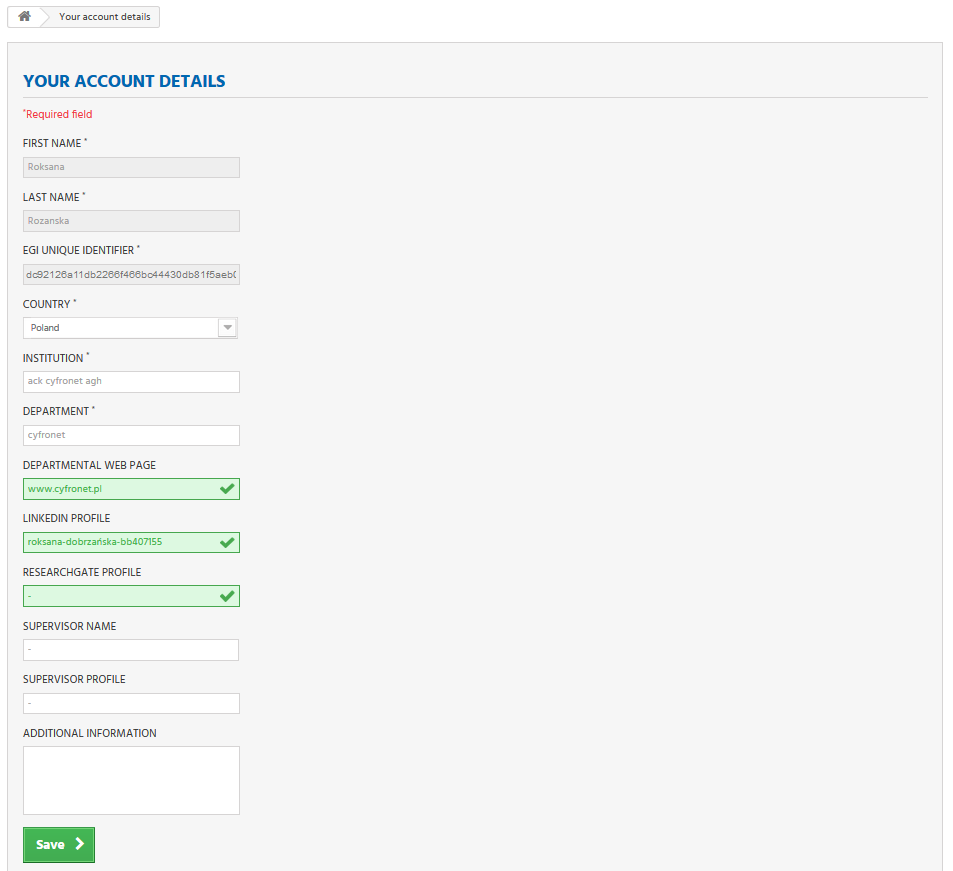 Your account details
YOUR ACCOUNT DETAILS
*Required field
FIRST NAME *
Roksana
LAST NAME *
Rozanska
EGI UNIQUE IDENTIFIER *
dc92126a11db2266f466bc44430db81f5aeb0
COUNTRY *
Poland
INSTITUTION *
ack cyfronet agh
DEPARTMENT *
cyfronet
DEPARTMENTAL WEB PAGE
www.cyfronet.pl
LINKEDIN PROFILE
roksana-dobrzańska-bb407155
RESEARCHGATE PROFILE
-
SUPERVISOR NAME
-
SUPERVISOR PROFILE
-
ADDITIONAL INFORMATION
Save